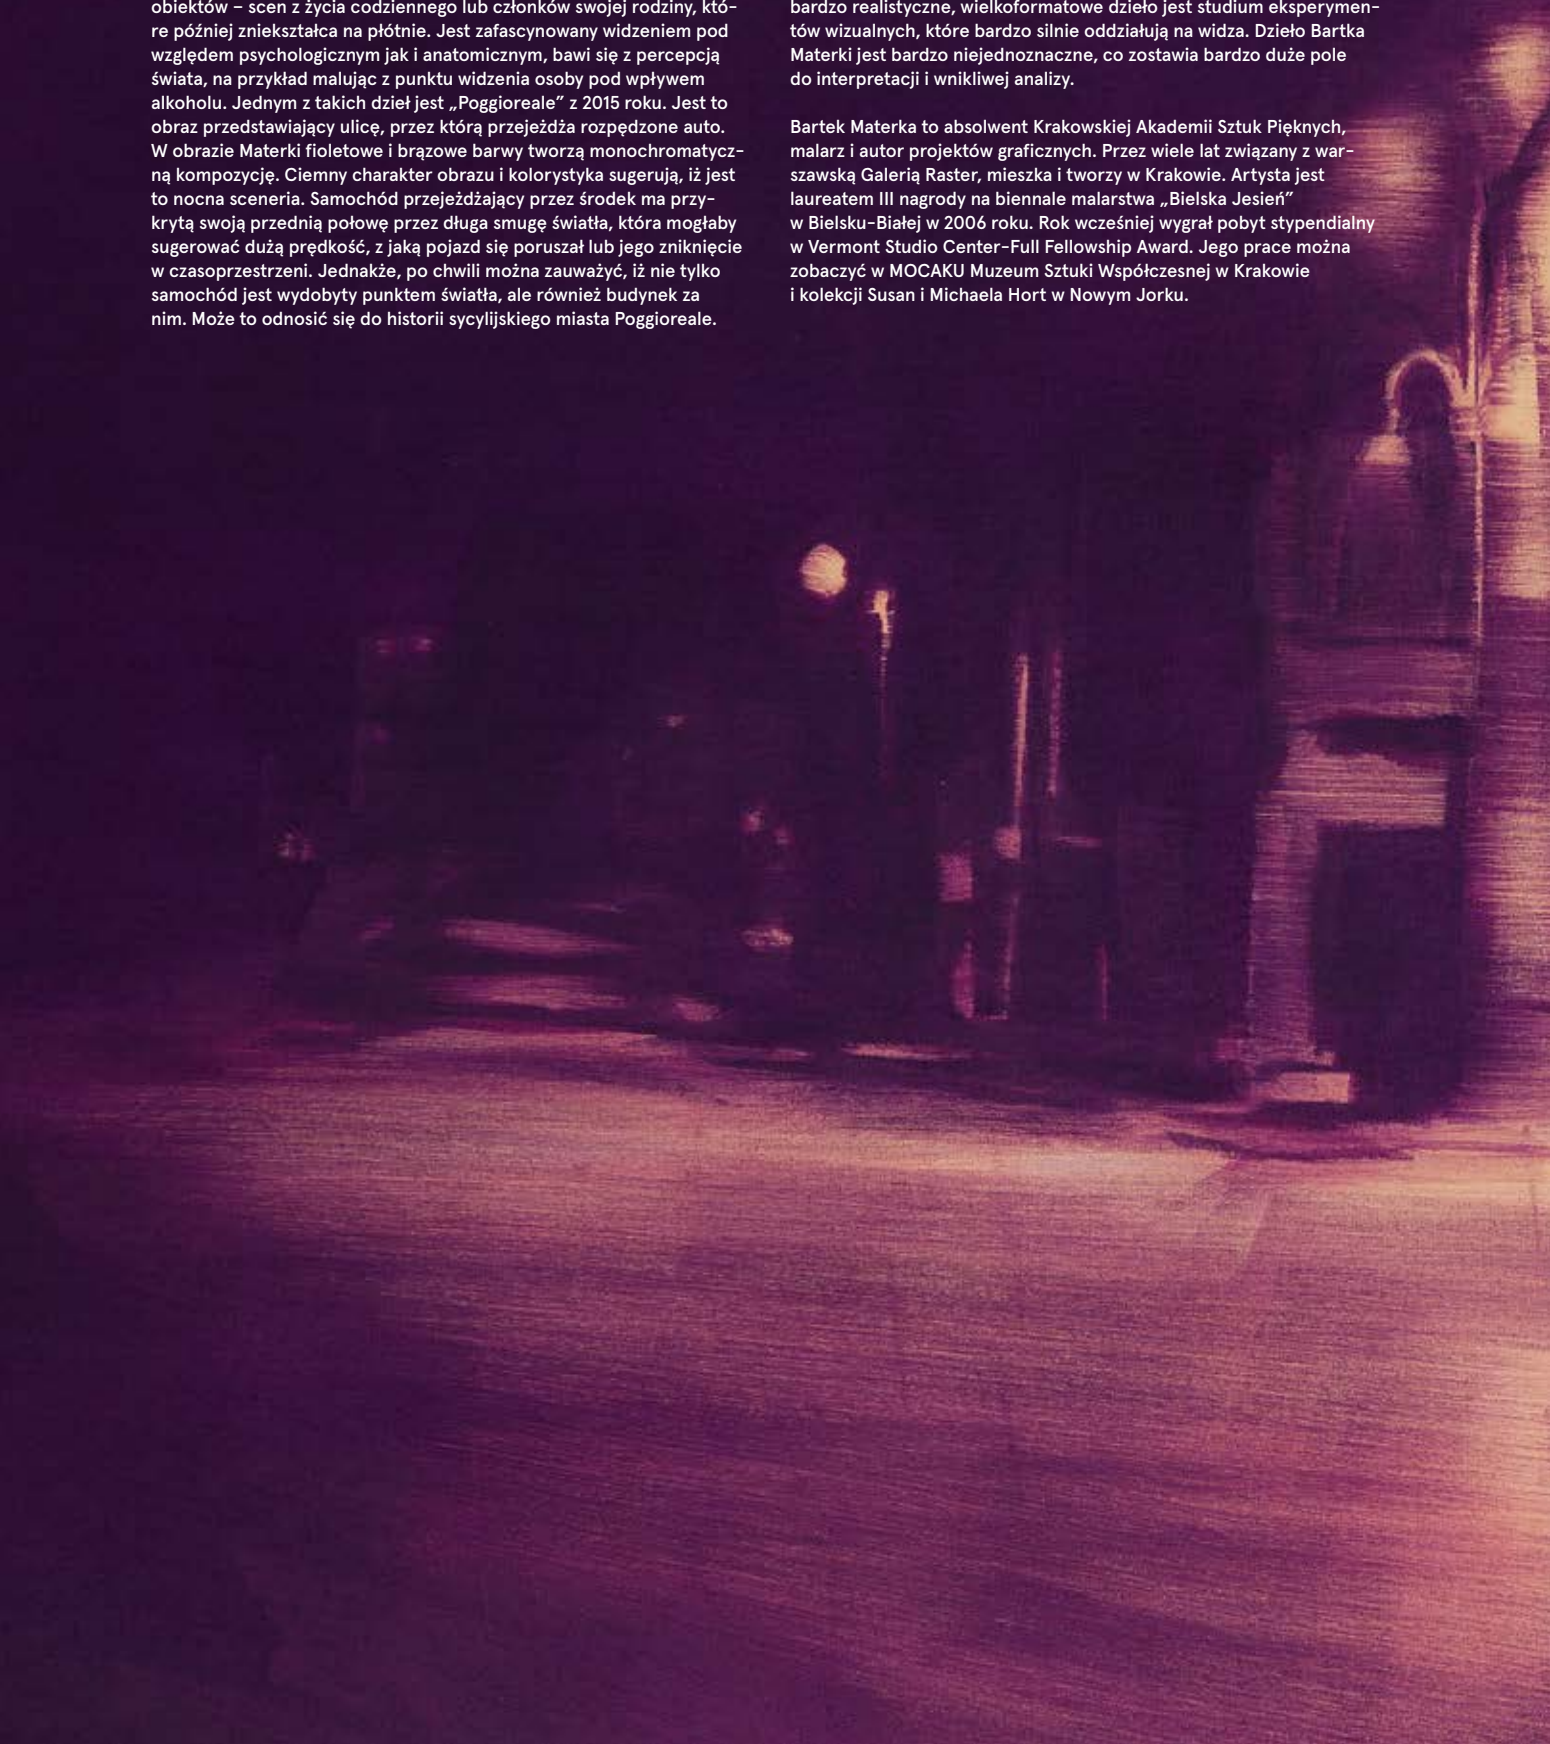 obiektów – scen z życia codziennego lub członków swojej rodziny, któ-
re później zniekształca na płótnie. Jest zafascynowany widzeniem pod
względem psychologicznym jak i anatomicznym, bawi się z percepcją
świata, na przykład malując z punktu widzenia osoby pod wpływem
alkoholu. Jednym z takich dzieł jest „Poggioreale” z 2015 roku. Jest to
obraz przedstawiający ulicę, przez którą przejeżdża rozpędzone auto.
W obrazie Materki fioletowe i brązowe barwy tworzą monochromatycz-
ną kompozycję. Ciemny charakter obrazu i kolorystyka sugerują, iż jest
to nocna sceneria. Samochód przejeżdżający przez środek ma przy-
krytą swoją przednią połowę przez długa smugę światła, która mogłaby
sugerować dużą prędkość, z jaką pojazd się poruszał lub jego zniknięcie
w czasoprzestrzeni. Jednakże, po chwili można zauważyć, iż nie tylko
samochód jest wydobyty punktem światła, ale również budynek za
nim. Może to odnosić się do historii sycylijskiego miasta Poggioreale.
bardzo realistyczne, wielkoformatowe dzieło jest studium eksperymen-
tów wizualnych, które bardzo silnie oddziałują na widza. Dzieło Bartka
Materki jest bardzo niejednoznaczne, co zostawia bardzo duże pole
do interpretacji i wnikliwej analizy.
Bartek Materka to absolwent Krakowskiej Akademii Sztuk Pięknych,
malarz i autor projektów graficznych. Przez wiele lat związany z war-
szawską Galerią Raster, mieszka i tworzy w Krakowie. Artysta jest
laureatem III nagrody na biennale malarstwa „Bielska Jesień”
w Bielsku-Białej w 2006 roku. Rok wcześniej wygrał pobyt stypendialny
w Vermont Studio Center-Full Fellowship Award. Jego prace można
zobaczyć w MOCAKU Muzeum Sztuki Współczesnej w Krakowie
i kolekcji Susan i Michaela Hort w Nowym Jorku.